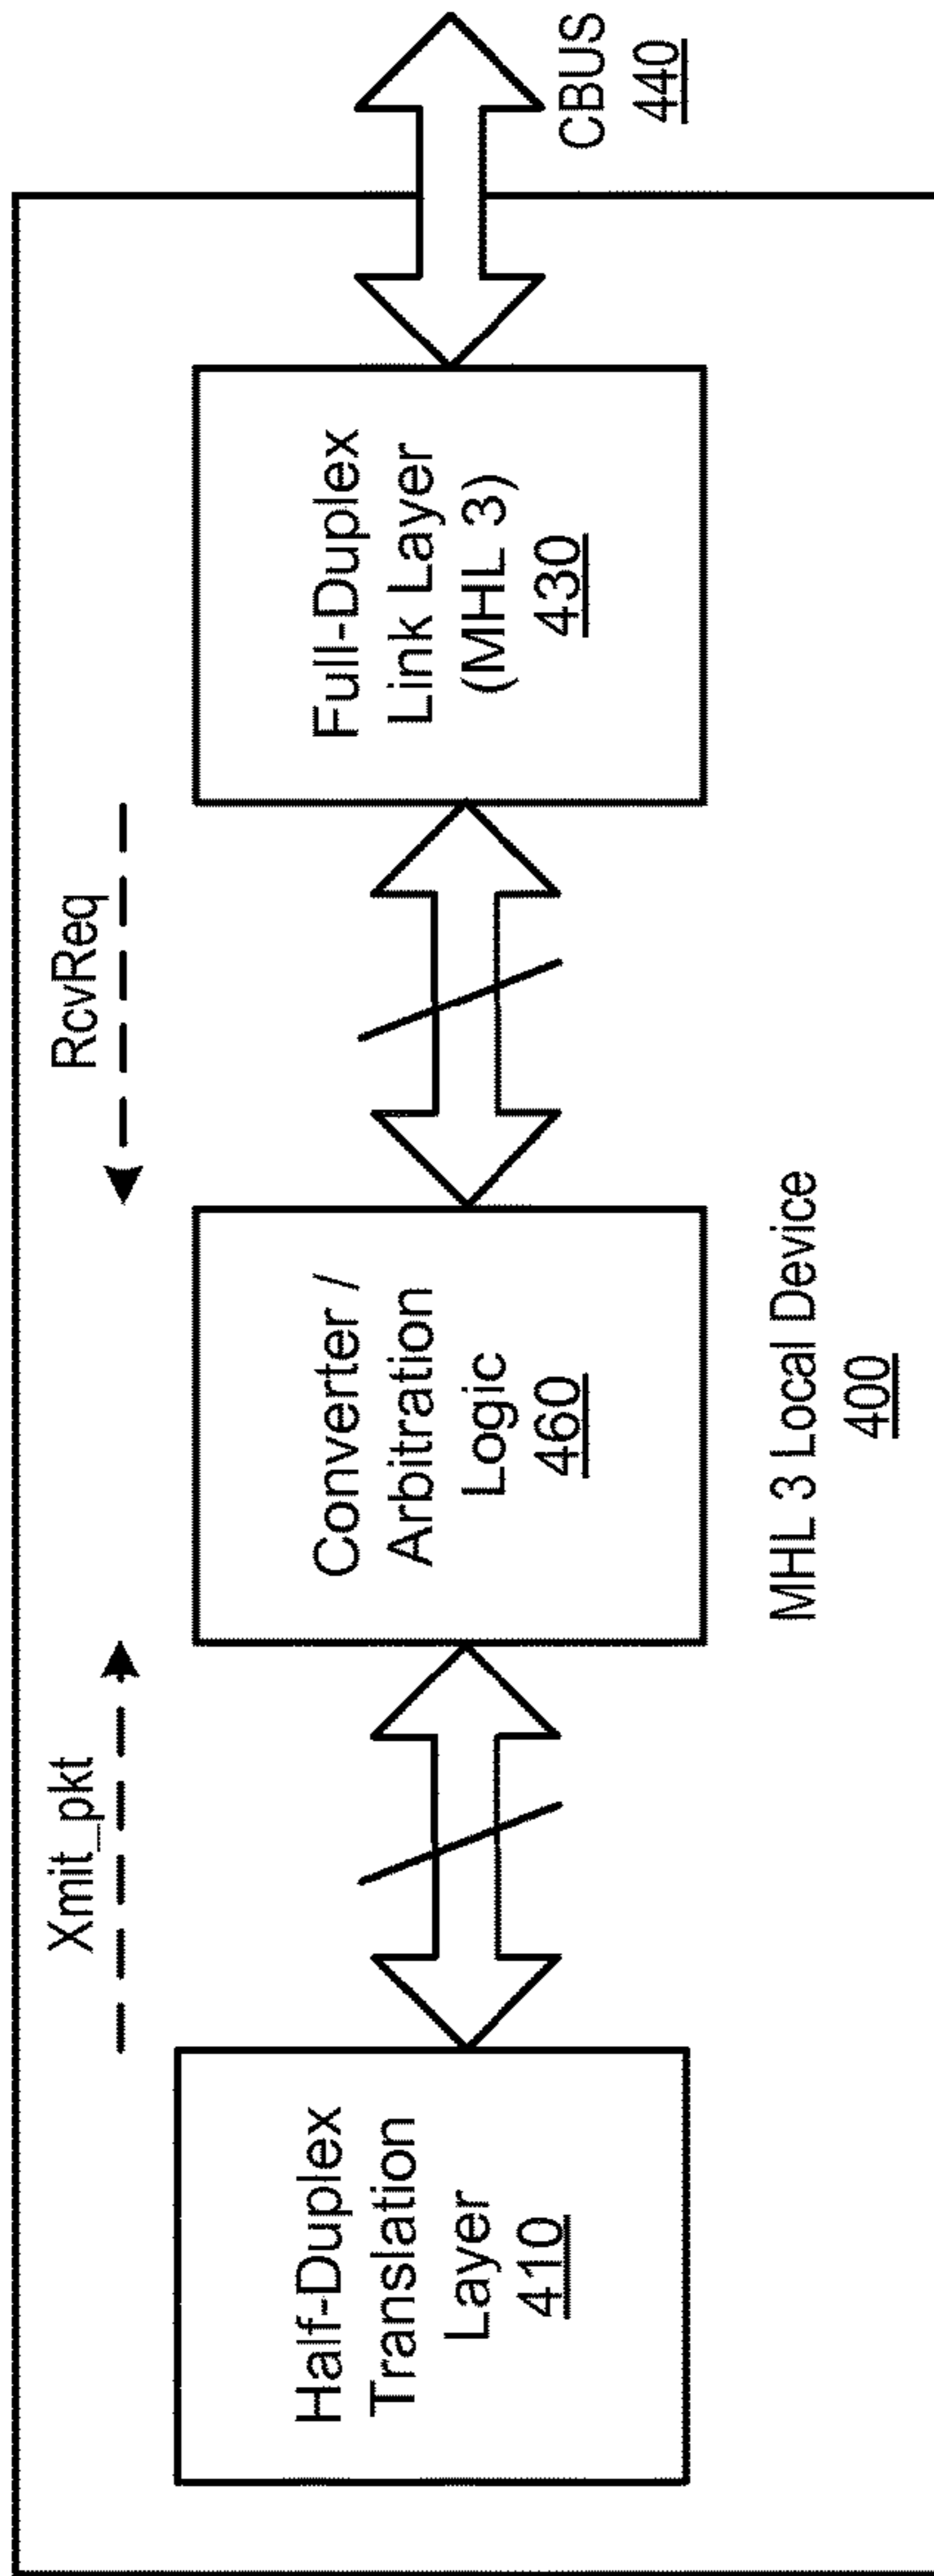 Xmit_pkt
RcvReq
Half-Duplex
Translation
Layer
410
Converter /
Arbitration
Logic
460
Full-Duplex
Link Layer
(MHL 3)
430
CBUS
440
MHL 3 Local Device
400